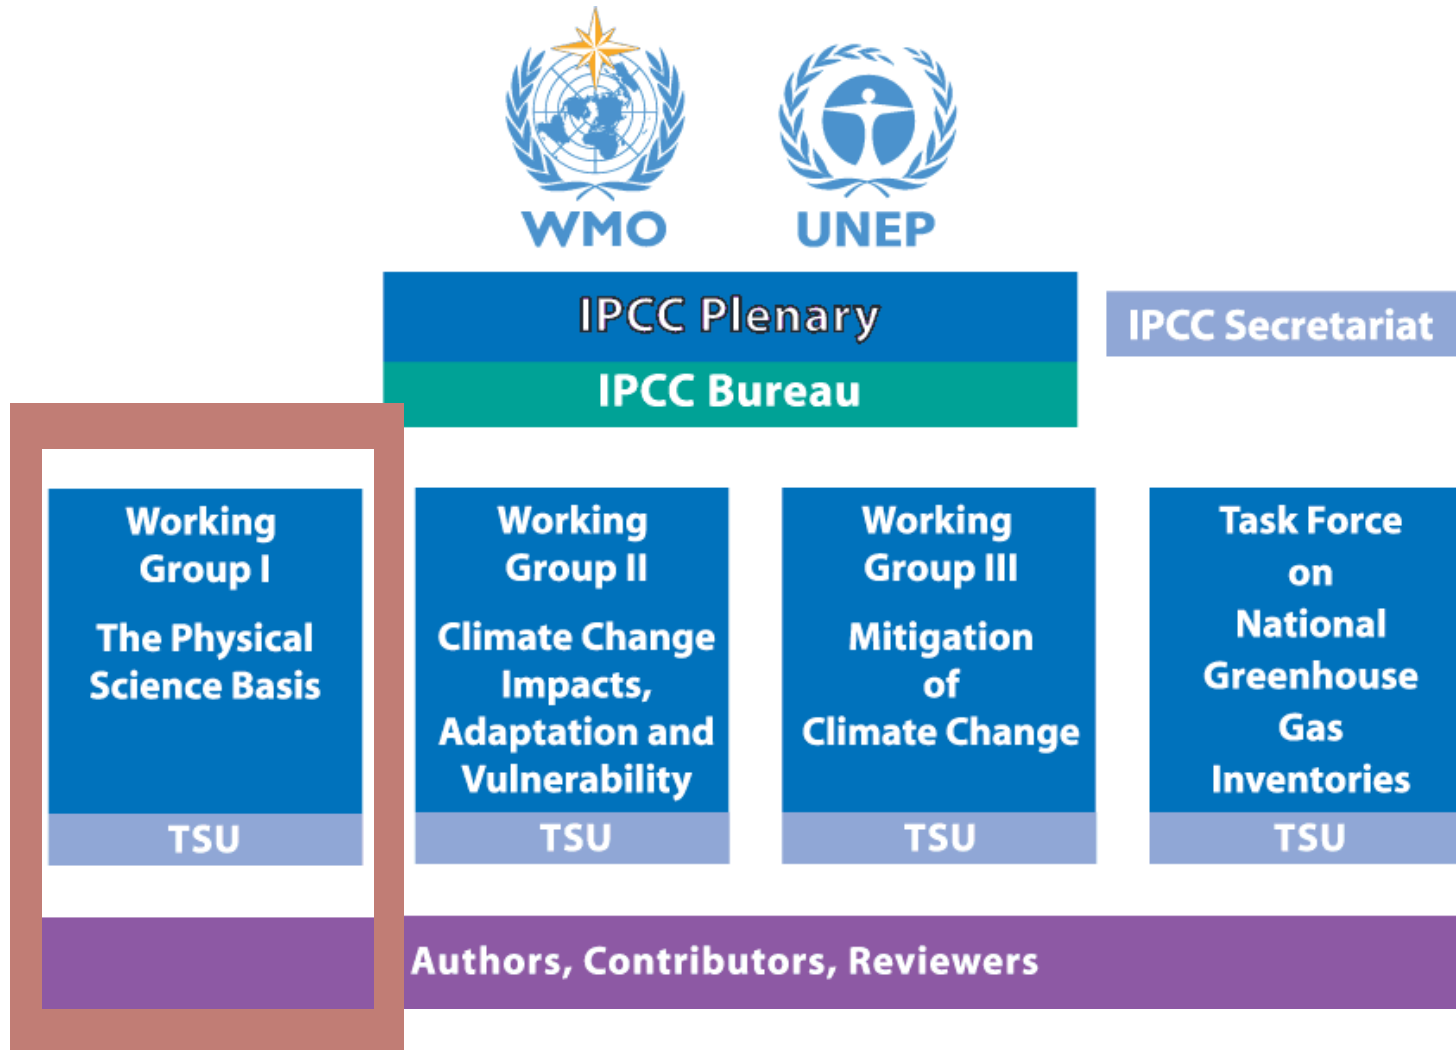 WMO
UNEP
IPCC Plenary
IPCC Secretariat
IPCC Bureau
Working
Group I
The Physical
Science Basis
TSU
Working
Group II
Climate Change
Impacts,
Adaptation and
Vulnerability
TSU
Working
Group III
Mitigation
of
Climate Change
TSU
Task Force
on
National
Greenhouse
Gas
Inventories
TSU
Authors, Contributors, Reviewers